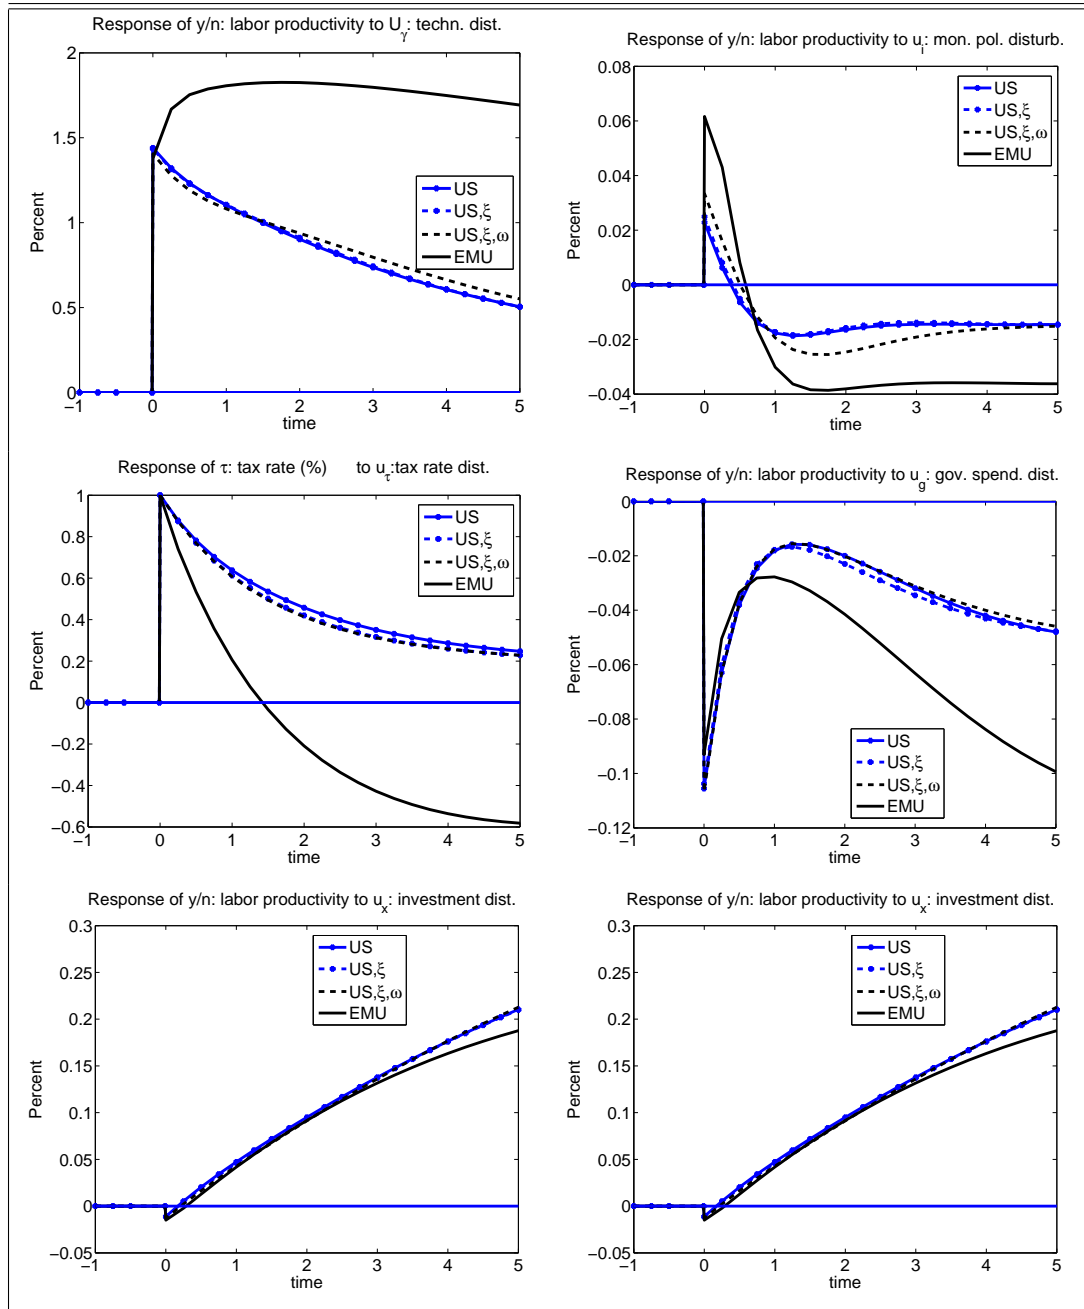 Response of y/n: labor productivity to Uγ: techn. dist.
2
1.5
1
0.5
0
Percent
US
US,ξ
US,ξ,ω
EMU
−1 0 1 2 3 4 5
time
Response of y/n: labor productivity to ui: mon. pol. disturb.
0.08
0.06
0.04
0.02
0
−0.02
−0.04
Percent
US
US,ξ
US,ξ,ω
EMU
−1 0 1 2 3 4 5
time
Response of τ: tax rate (%) to uτ:tax rate dist.
1
0.8
0.6
0.4
0.2
0
−0.2
−0.4
−0.6
Percent
US
US,ξ
US,ξ,ω
EMU
−1 0 1 2 3 4 5
time
Response of y/n: labor productivity to ug: gov. spend. dist.
0
−0.02
−0.04
−0.06
−0.08
−0.1
−0.12
Percent
US
US,ξ
US,ξ,ω
EMU
−1 0 1 2 3 4 5
time
Response of y/n: labor productivity to ux: investment dist.
0.3
0.25
0.2
0.15
0.1
0.05
0
−0.05
Percent
US
US,ξ
US,ξ,ω
EMU
−1 0 1 2 3 4 5
time
Response of y/n: labor productivity to ux: investment dist.
0.3
0.25
0.2
0.15
0.1
0.05
0
−0.05
Percent
US
US,ξ
US,ξ,ω
EMU
−1 0 1 2 3 4 5
time